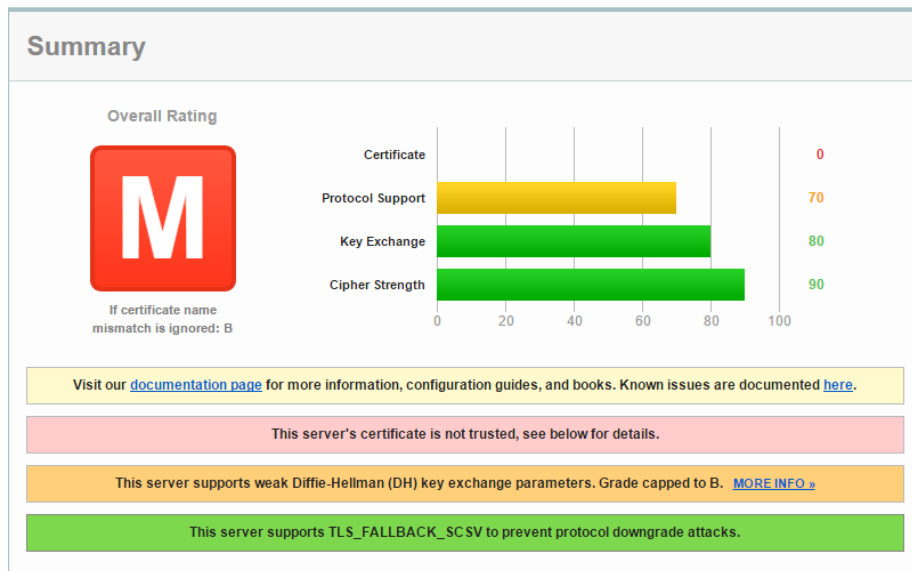 Summary
Overall Rating
M
If certificate name
mismatch is ignored: B
Certificate 0
Protocol Support 70
Key Exchange 80
Cipher Strength 90
0 20 40 60 80 100
Visit our documentation page for more information, configuration guides, and books. Known issues are documented here.
This server's certificate is not trusted, see below for details.
This server supports weak Diffie-Hellman (DH) key exchange parameters. Grade capped to B. MORE INFO »
This server supports TLS_FALLBACK_SCSV to prevent protocol downgrade attacks.